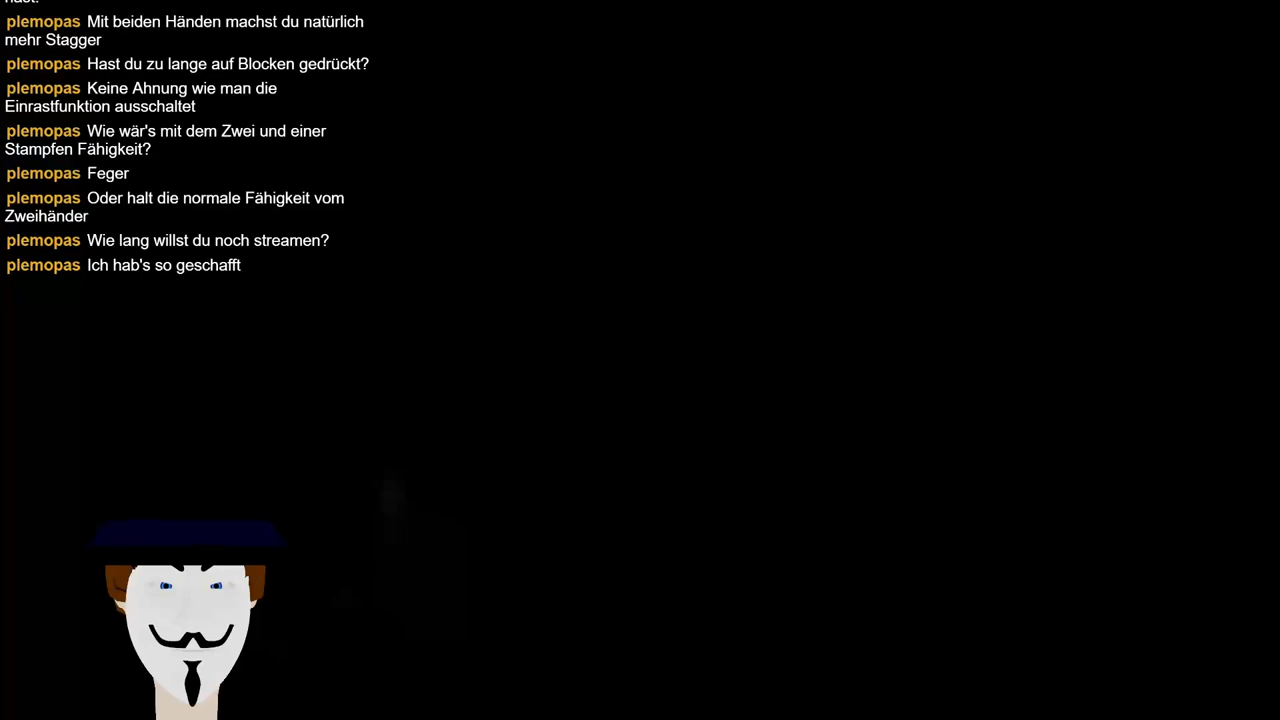 plemopas Mit beiden Händen machst du natürlich
mehr Stagger
plemopas Hast du zu lange auf Blocken gedrückt?
plemopas Keine Ahnung wie man die
Einrastfunktion ausschaltet
plemopas Wie wär's mit dem Zwei und einer
Stampfen Fähigkeit?
plemopas Feger
plemopas Oder halt die normale Fähigkeit vom
Zweihänder
plemopas Wie lang willst du noch streamen?
plemopas Ich hab's so geschafft